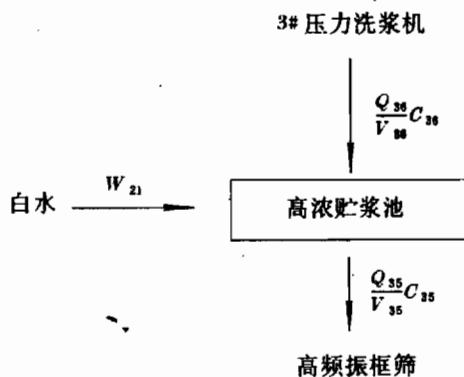 3# 压力洗浆机
Q₃₆/V₃₆ C₃₆
白水
W₂₁
高浓贮浆池
Q₃₅/V₃₅ C₃₅
高频振框筛